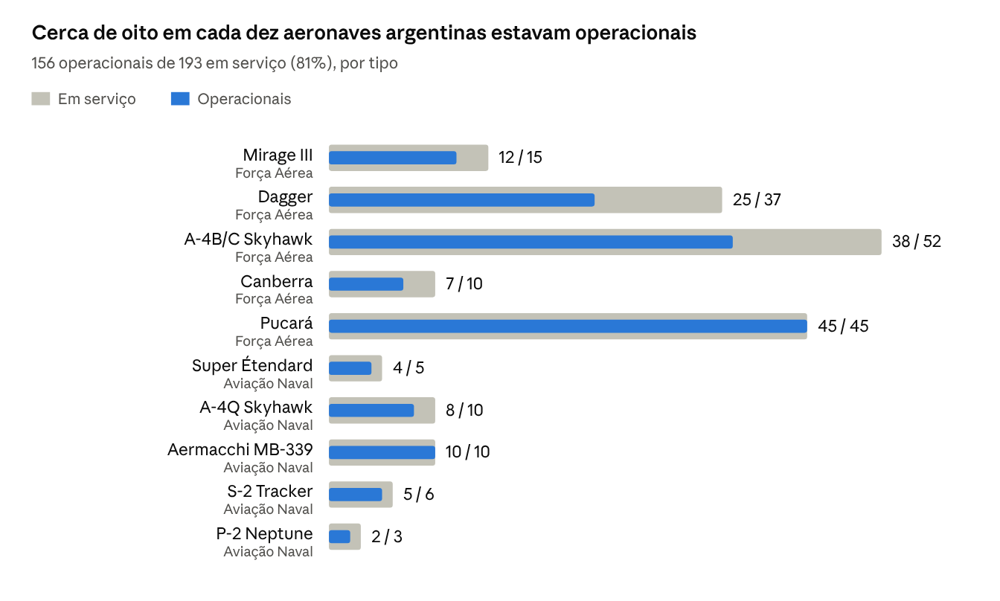 Cerca de oito em cada dez aeronaves argentinas estavam operacionais
156 operacionais de 193 em serviço (81%), por tipo
Em serviço
Operacionais
Mirage III
Força Aérea
12 / 15
Dagger
Força Aérea
25 / 37
A-4B/C Skyhawk
Força Aérea
38 / 52
Canberra
Força Aérea
7 / 10
Pucará
Força Aérea
45 / 45
Super Étendard
Aviação Naval
4 / 5
A-4Q Skyhawk
Aviação Naval
8 / 10
Aermacchi MB-339
Aviação Naval
10 / 10
S-2 Tracker
Aviação Naval
5 / 6
P-2 Neptune
Aviação Naval
2 / 3